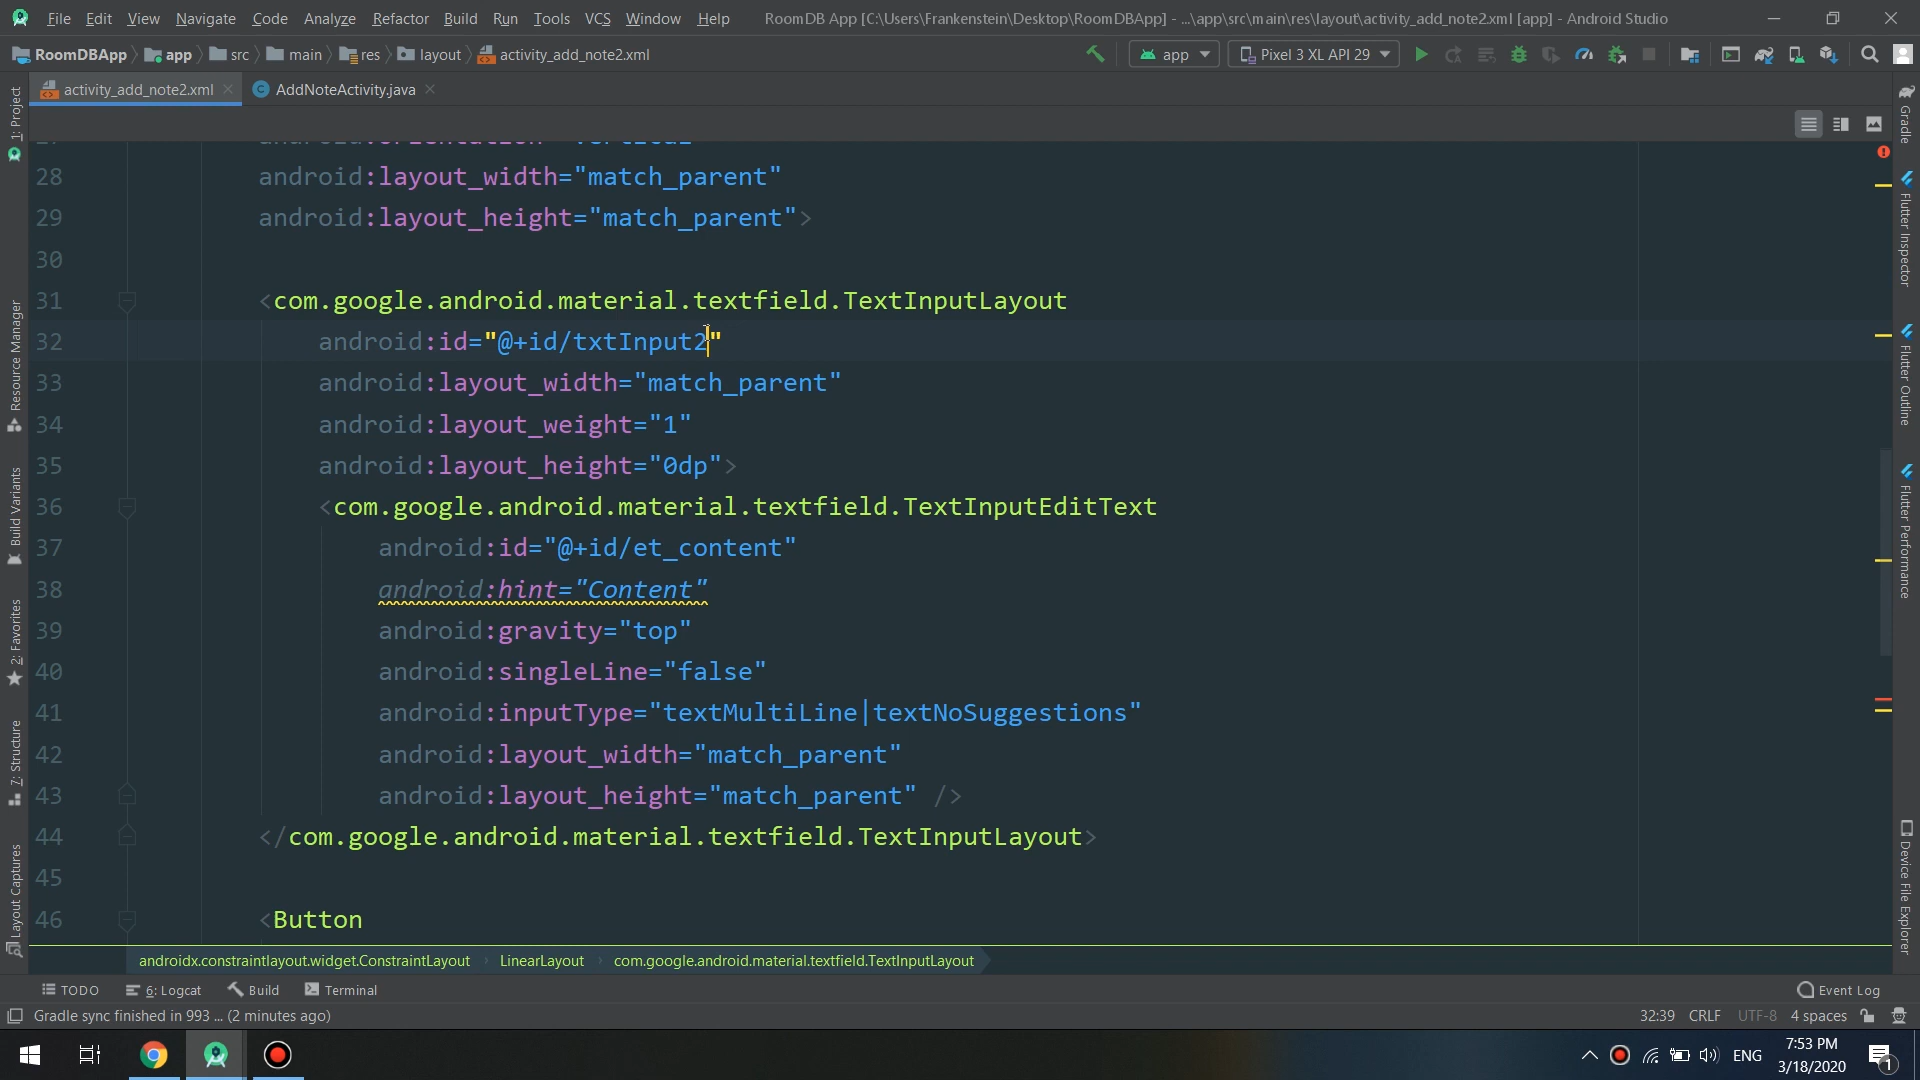 File Edit View Navigate Code Analyze Refactor Build Run Tools VCS Window Help RoomDB App [C:\Users\Frankenstein\Desktop\RoomDBApp] - ...\app\src\main\res\layout\activity_add_note2.xml [app] - Android Studio
RoomDBApp app src main res layout activity_add_note2.xml app Pixel 3 XL API 29
activity_add_note2.xml AddNoteActivity.java
28 android:layout_width="match_parent"
29 android:layout_height="match_parent">
30
31 <com.google.android.material.textfield.TextInputLayout
32 android:id="@+id/txtInput2"
33 android:layout_width="match_parent"
34 android:layout_weight="1"
35 android:layout_height="0dp">
36 <com.google.android.material.textfield.TextInputEditText
37 android:id="@+id/et_content"
38 android:hint="Content"
39 android:gravity="top"
40 android:singleLine="false"
41 android:inputType="textMultiLine|textNoSuggestions"
42 android:layout_width="match_parent"
43 android:layout_height="match_parent" />
44 </com.google.android.material.textfield.TextInputLayout>
45
46 <Button
androidx.constraintlayout.widget.ConstraintLayout LinearLayout com.google.android.material.textfield.TextInputLayout
1: Project
Resource Manager
Build Variants
2: Favorites
7: Structure
Layout Captures
Gradle
Flutter Inspector
Flutter Outline
Flutter Performance
Device File Explorer
TODO 6: Logcat Build Terminal Event Log
Gradle sync finished in 993 ... (2 minutes ago) 32:39 CRLF UTF-8 4 spaces
ENG 7:53 PM
3/18/2020 1